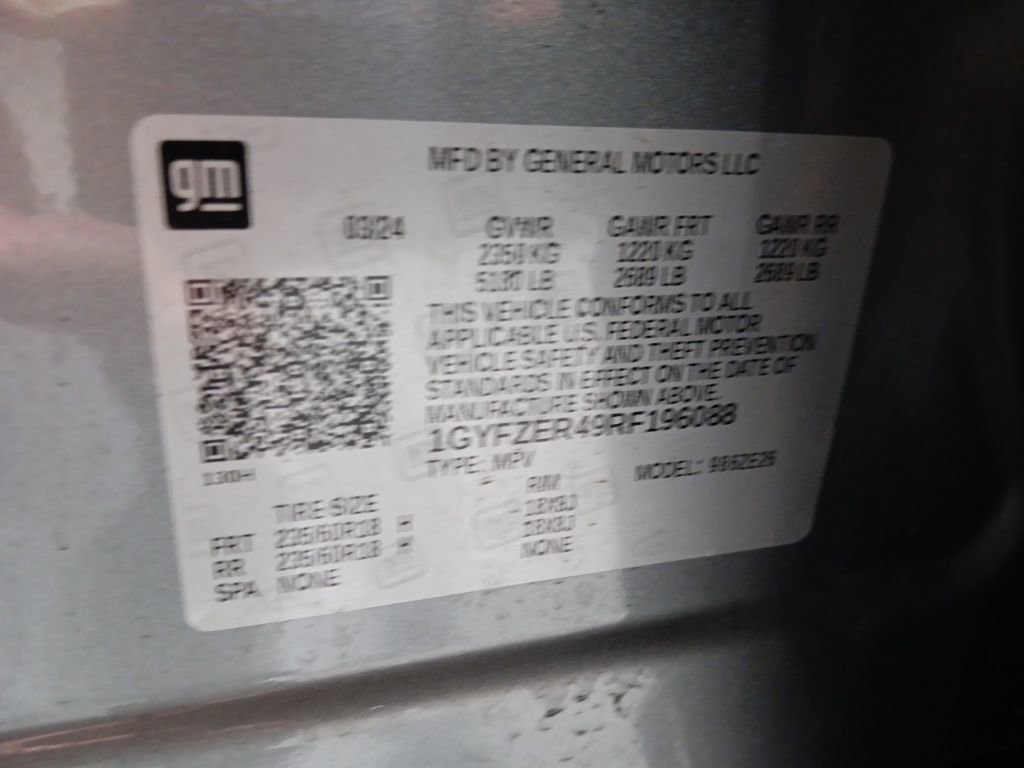 gm
MFD BY GENERAL MOTORS LLC
03/24 GVWR GAWR FRT GAWR RR
2350 KG 1220 KG 1220 KG
5180 LB 2689 LB 2689 LB
THIS VEHICLE CONFORMS TO ALL
APPLICABLE U.S. FEDERAL MOTOR
VEHICLE SAFETY AND THEFT PREVENTION
STANDARDS IN EFFECT ON THE DATE OF
MANUFACTURE SHOWN ABOVE.
1GYFZER49RF196088
TYPE: MPV MODEL:
TIRE SIZE RIM
FRT 235/60R18 H 18X8J
RR 235/60R18 H 18X8J
SPA NONE NONE